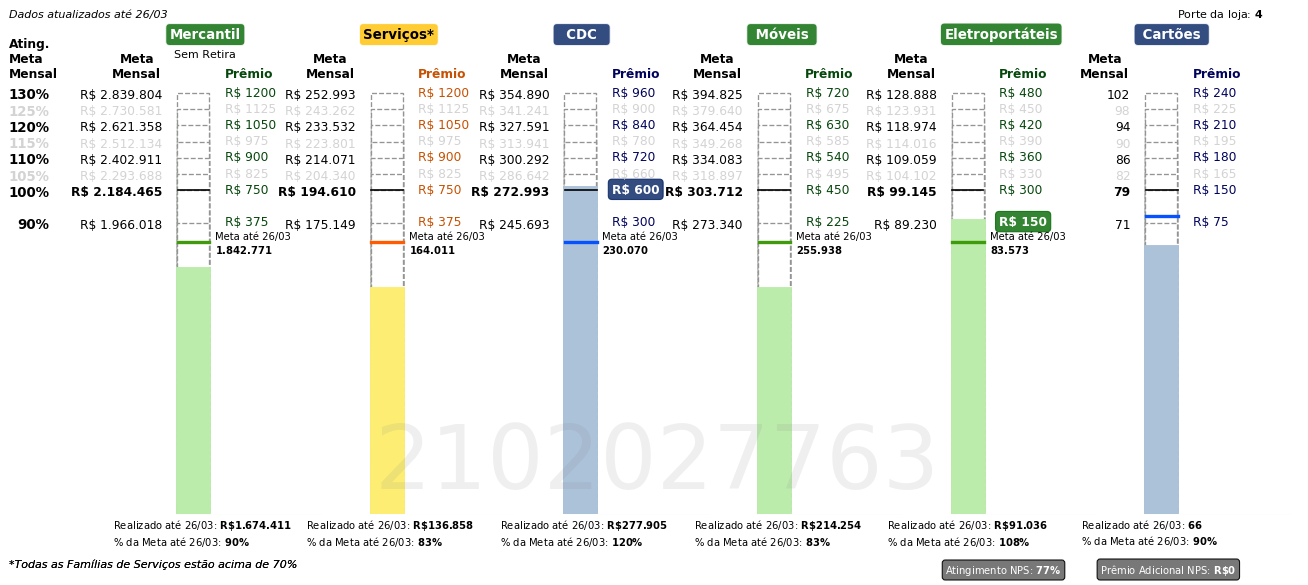 Dados atualizados até 26/03 Porte da loja: 4
Mercantil Serviços* CDC Móveis Eletroportáteis Cartões
Sem Retira
Ating. Meta Mensal Meta Mensal Prêmio Meta Mensal Prêmio Meta Mensal Prêmio Meta Mensal Prêmio Meta Mensal Prêmio Meta Mensal Prêmio
130% R$ 2.839.804 R$ 1200 R$ 252.993 R$ 1200 R$ 354.890 R$ 960 R$ 394.825 R$ 720 R$ 128.888 R$ 480 102 R$ 240
125% R$ 2.730.581 R$ 1125 R$ 243.262 R$ 1125 R$ 341.241 R$ 900 R$ 379.640 R$ 675 R$ 123.931 R$ 450 98 R$ 225
120% R$ 2.621.358 R$ 1050 R$ 233.532 R$ 1050 R$ 327.591 R$ 840 R$ 364.454 R$ 630 R$ 118.974 R$ 420 94 R$ 210
115% R$ 2.512.134 R$ 975 R$ 223.801 R$ 975 R$ 313.941 R$ 780 R$ 349.268 R$ 585 R$ 114.016 R$ 390 90 R$ 195
110% R$ 2.402.911 R$ 900 R$ 214.071 R$ 900 R$ 300.292 R$ 720 R$ 334.083 R$ 540 R$ 109.059 R$ 360 86 R$ 180
105% R$ 2.293.688 R$ 825 R$ 204.340 R$ 825 R$ 286.642 R$ 660 R$ 318.897 R$ 495 R$ 104.102 R$ 330 82 R$ 165
100% R$ 2.184.465 R$ 750 R$ 194.610 R$ 750 R$ 272.993 R$ 600 R$ 303.712 R$ 450 R$ 99.145 R$ 300 79 R$ 150
90% R$ 1.966.018 R$ 375 R$ 175.149 R$ 375 R$ 245.693 R$ 300 R$ 273.340 R$ 225 R$ 89.230 R$ 150 71 R$ 75
Meta até 26/03 Meta até 26/03 Meta até 26/03 Meta até 26/03 Meta até 26/03
1.842.771 164.011 230.070 255.938 83.573
2102027763
Realizado até 26/03: R$1.674.411 Realizado até 26/03: R$136.858 Realizado até 26/03: R$277.905 Realizado até 26/03: R$214.254 Realizado até 26/03: R$91.036 Realizado até 26/03: 66
% da Meta até 26/03: 90% % da Meta até 26/03: 83% % da Meta até 26/03: 120% % da Meta até 26/03: 83% % da Meta até 26/03: 108% % da Meta até 26/03: 90%
*Todas as Famílias de Serviços estão acima de 70% Atingimento NPS: 77% Prêmio Adicional NPS: R$0